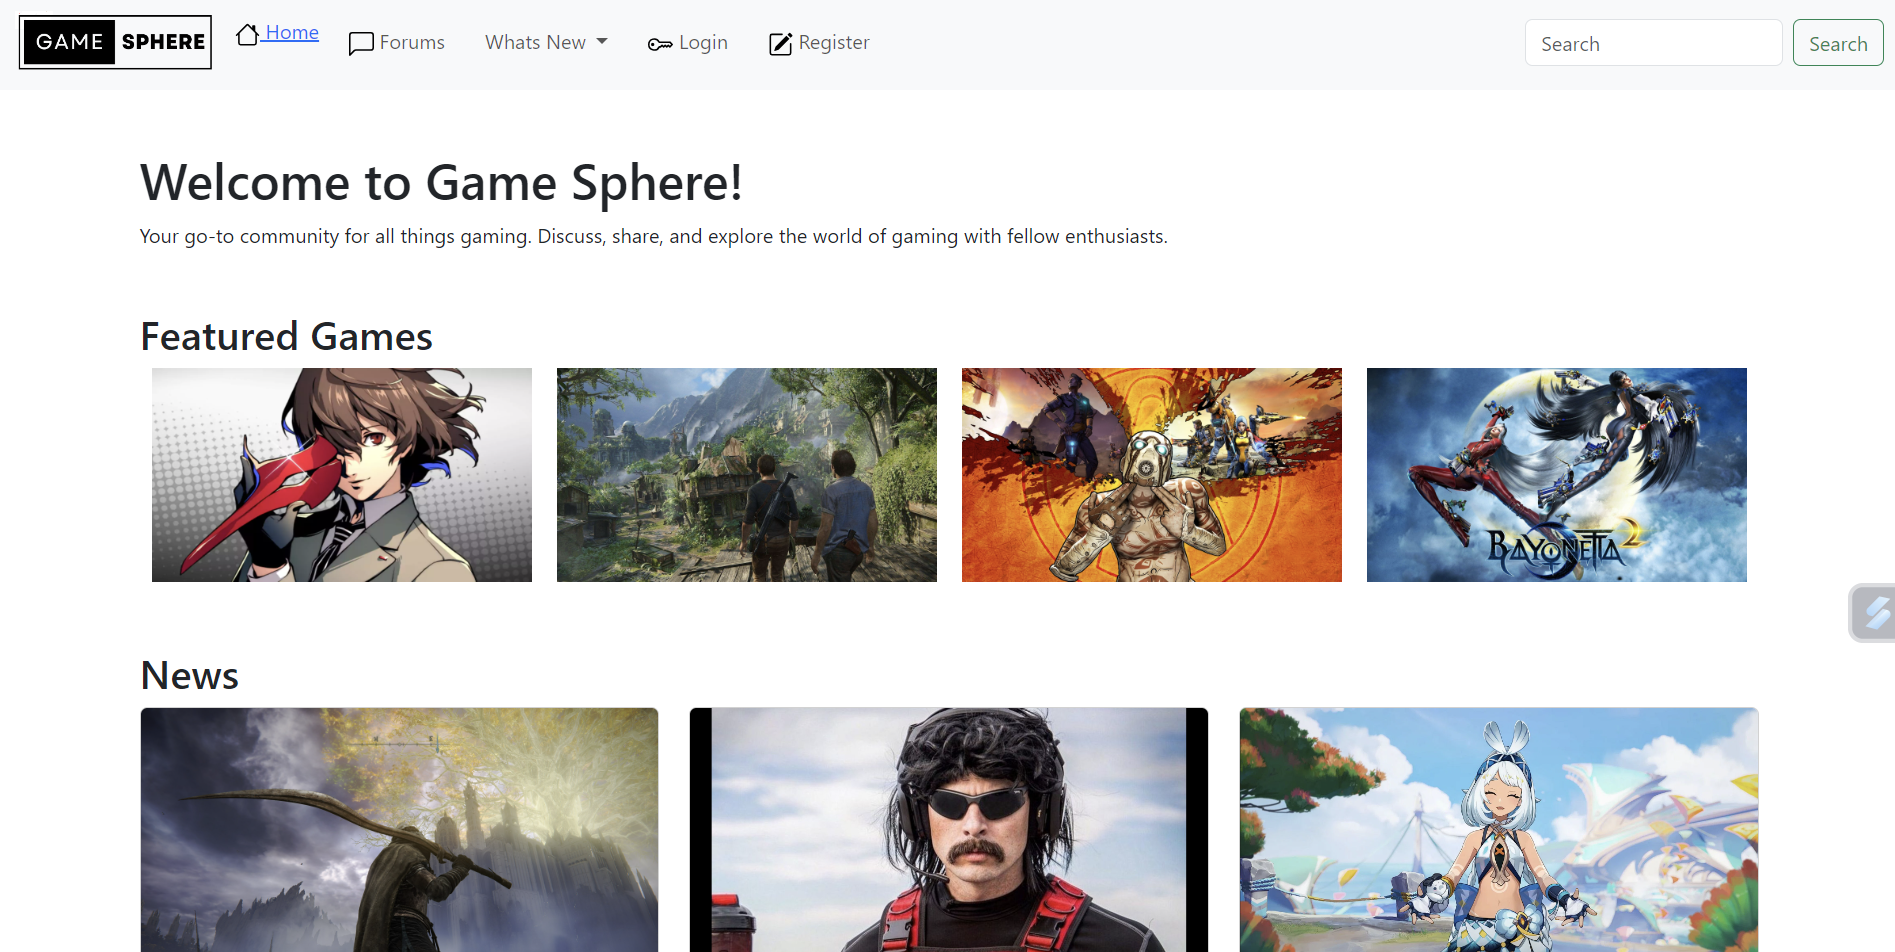 GAME SPHERE
Home
Forums
Whats New
Login
Register
Search
Search
Welcome to Game Sphere!
Your go-to community for all things gaming. Discuss, share, and explore the world of gaming with fellow enthusiasts.
Featured Games
BAYONETTA 2
News